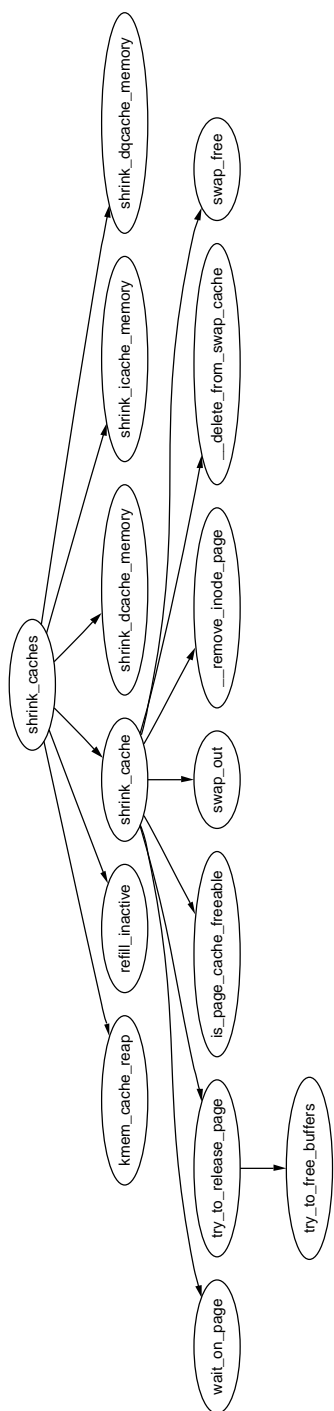 shrink_caches
kmem_cache_reap
refill_inactive
shrink_cache
shrink_dcache_memory
shrink_icache_memory
shrink_dqcache_memory
wait_on_page
try_to_release_page
is_page_cache_freeable
swap_out
__remove_inode_page
__delete_from_swap_cache
swap_free
try_to_free_buffers